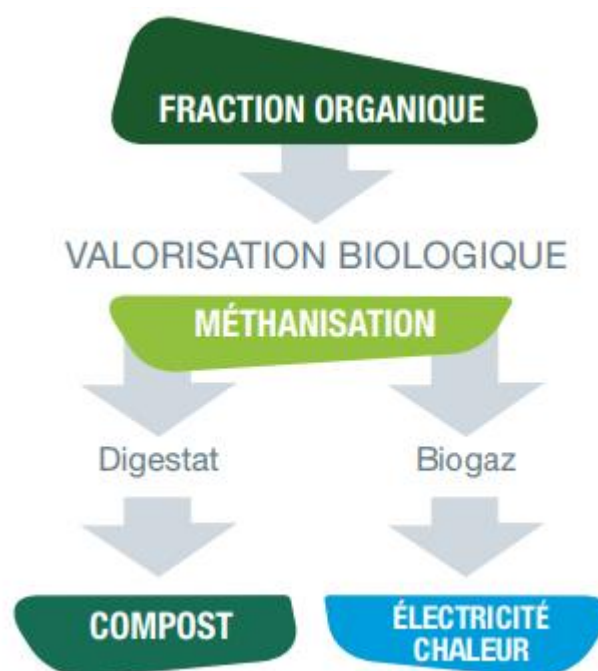 FRACTION ORGANIQUE
VALORISATION BIOLOGIQUE
MÉTHANISATION
Digestat
Biogaz
COMPOST
ÉLECTRICITÉ
CHALEUR